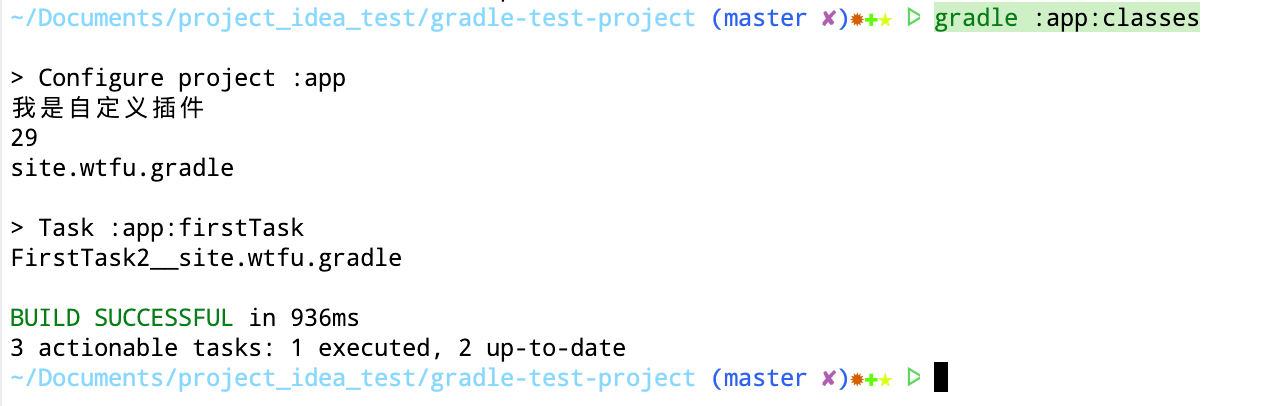 ~/Documents/project_idea_test/gradle-test-project (master ✘)✹✚★ ᐅ gradle :app:classes
> Configure project :app
我是自定义插件
29
site.wtfu.gradle
> Task :app:firstTask
FirstTask2__site.wtfu.gradle
BUILD SUCCESSFUL in 936ms
3 actionable tasks: 1 executed, 2 up-to-date
~/Documents/project_idea_test/gradle-test-project (master ✘)✹✚★ ᐅ